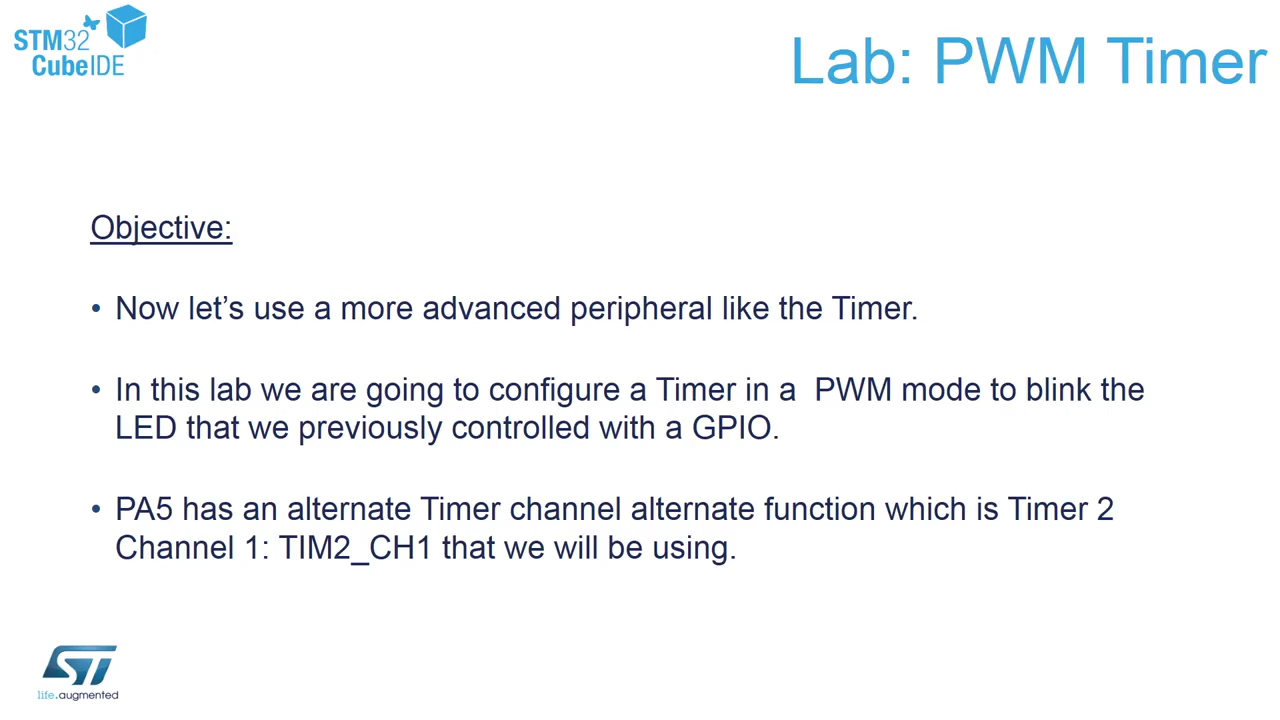 STM32
CubeIDE
Lab: PWM Timer
Objective:
• Now let’s use a more advanced peripheral like the Timer.
• In this lab we are going to configure a Timer in a  PWM mode to blink the
LED that we previously controlled with a GPIO.
• PA5 has an alternate Timer channel alternate function which is Timer 2
Channel 1: TIM2_CH1 that we will be using.
ST
life.augmented